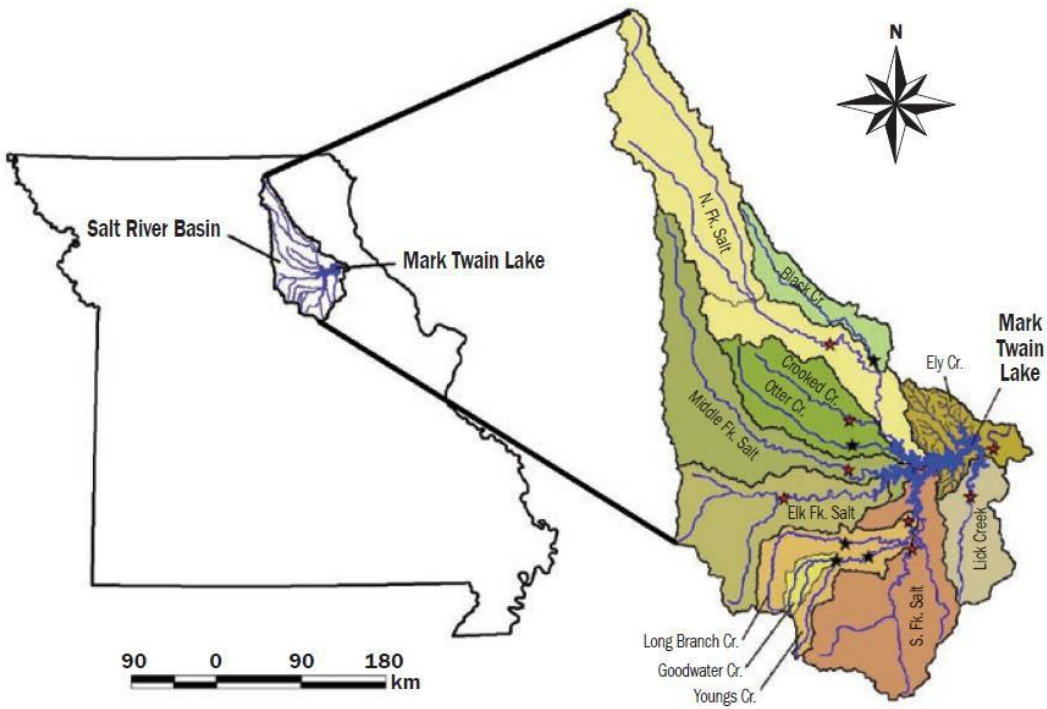 N
Salt River Basin
Mark Twain Lake
N. Fk. Salt
Black Cr.
Mark
Twain
Lake
Ely Cr.
Crooked Cr.
Otter Cr.
Middle Fk. Salt
Elk Fk. Salt
Lick Creek
S. Fk. Salt
Long Branch Cr.
Goodwater Cr.
Youngs Cr.
90 0 90 180
km